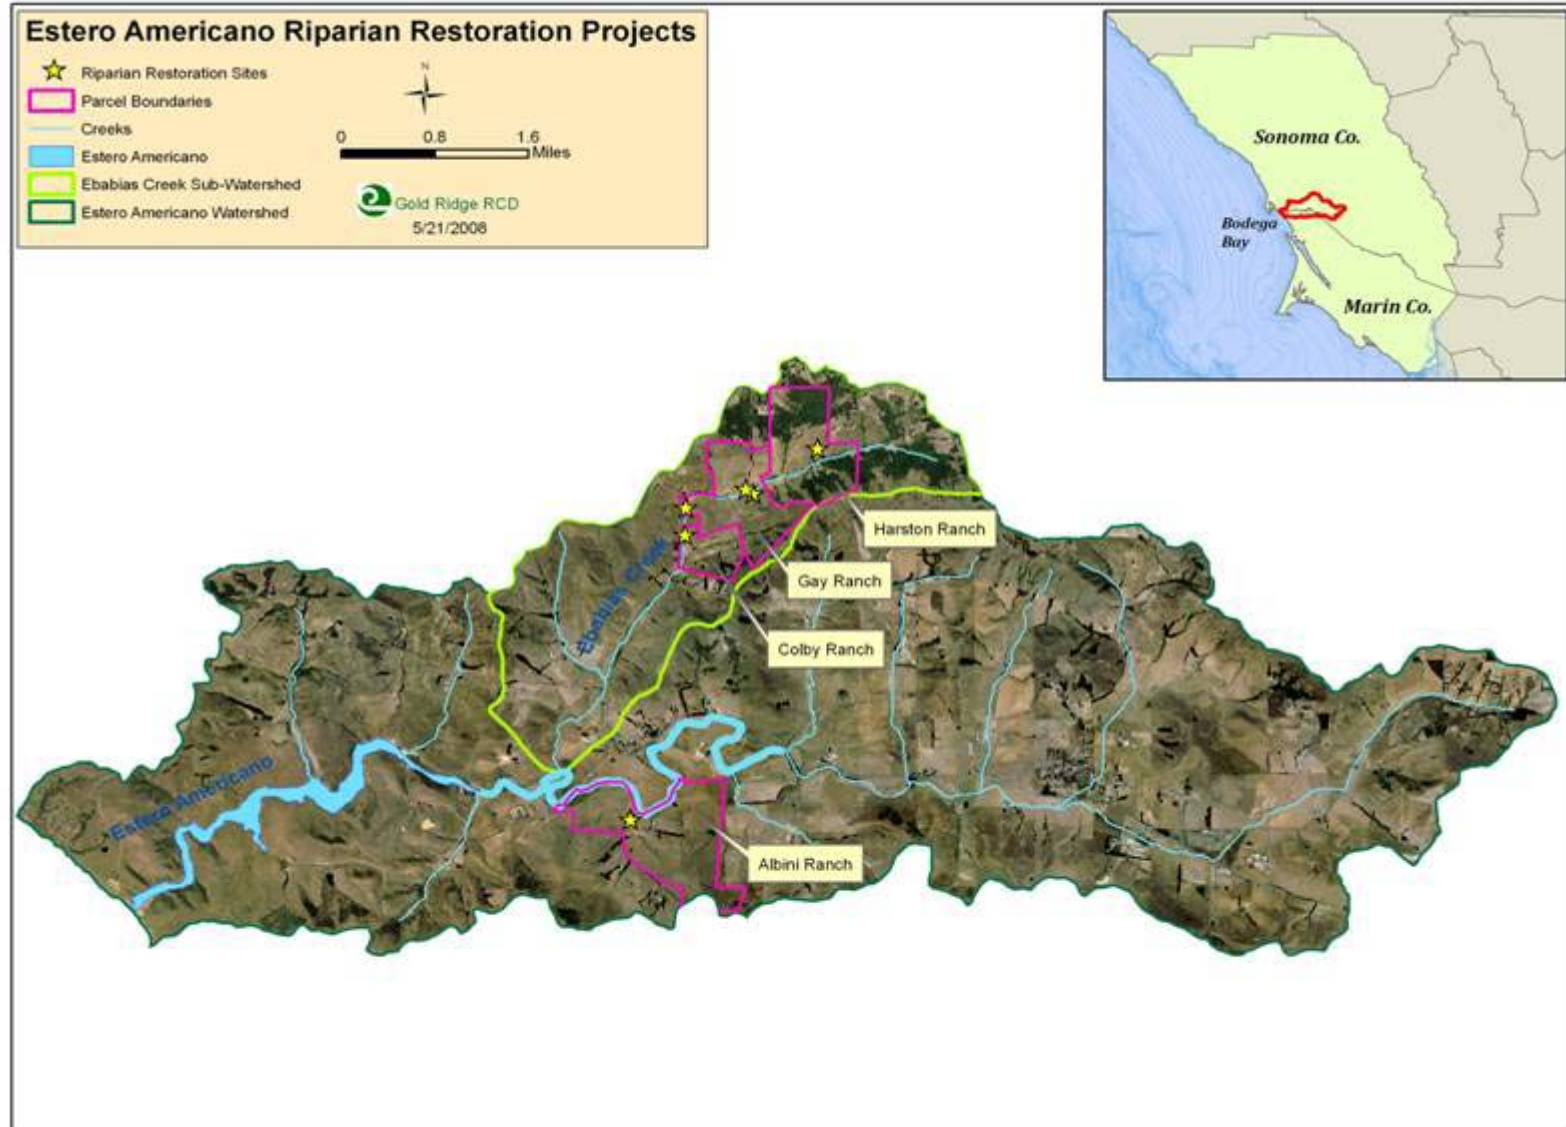 Estero Americano Riparian Restoration Projects
Riparian Restoration Sites
Parcel Boundaries
Creeks
Estero Americano
Ebabias Creek Sub-Watershed
Estero Americano Watershed
N
0 0.8 1.6
Miles
Gold Ridge RCD
5/21/2008
Sonoma Co.
Bodega
Bay
Marin Co.
Harston Ranch
Gay Ranch
Ebabias Creek
Colby Ranch
Estero Americano
Albini Ranch